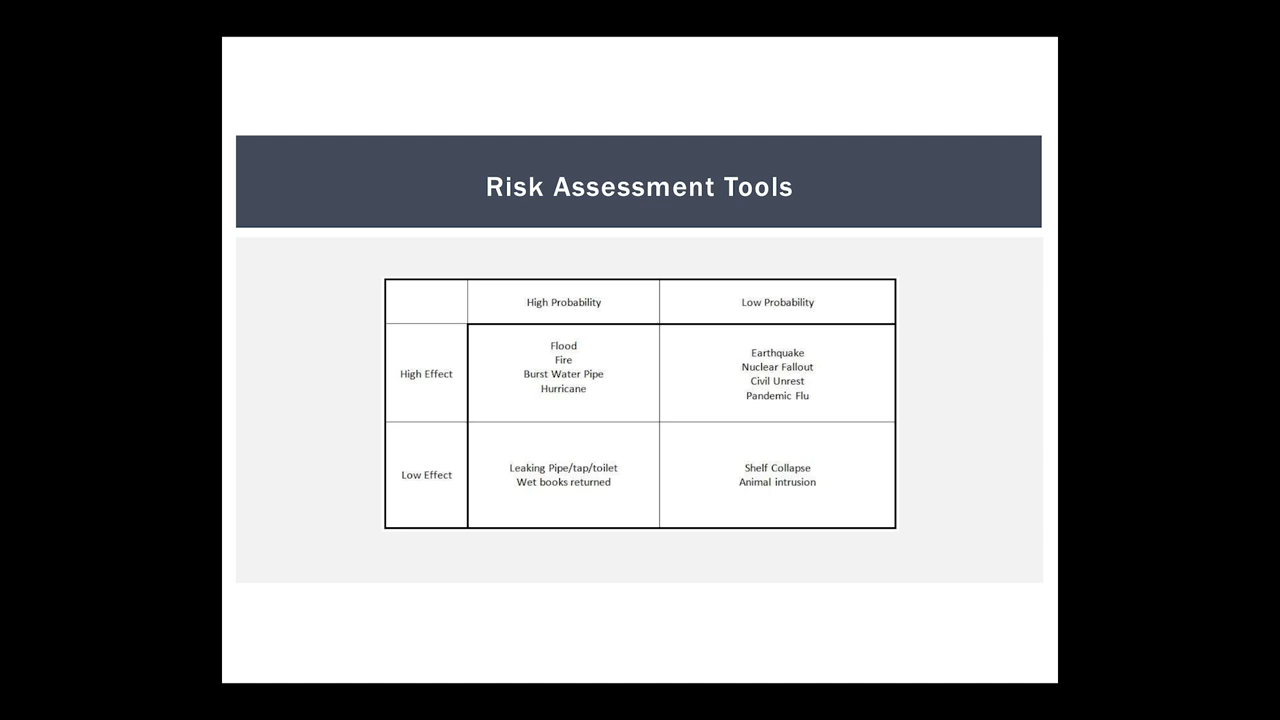 Risk Assessment Tools
High Probability
Low Probability
High Effect
Flood
Fire
Burst Water Pipe
Hurricane
Earthquake
Nuclear Fallout
Civil Unrest
Pandemic Flu
Low Effect
Leaking Pipe/tap/toilet
Wet books returned
Shelf Collapse
Animal intrusion